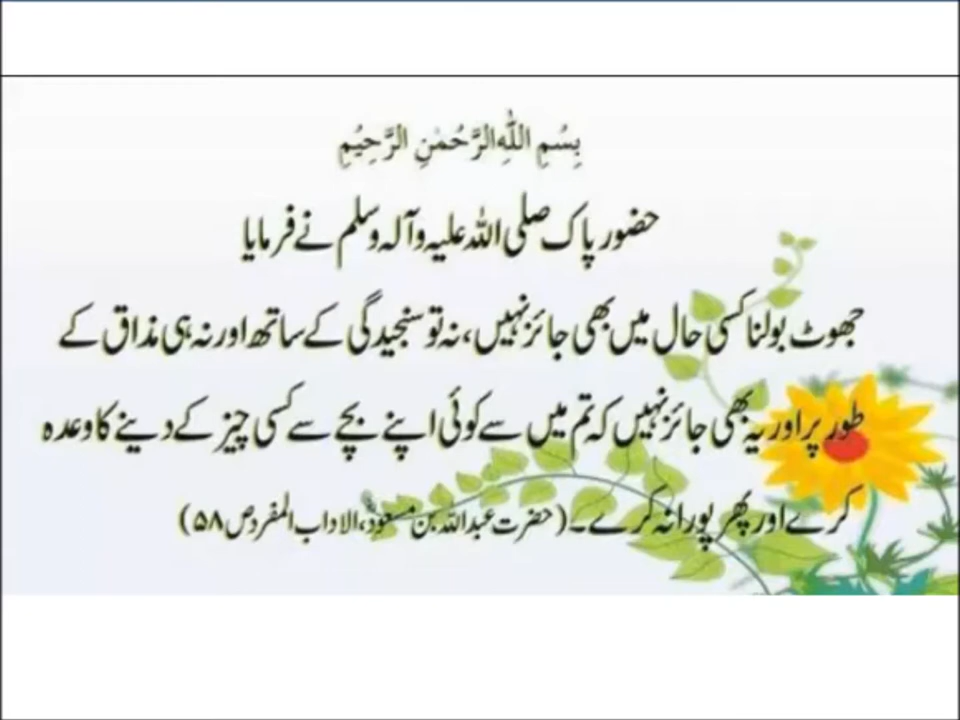 بِسْمِ اللّٰهِ الرَّحْمٰنِ الرَّحِيْمِ
حضور پاک صلی اللہ علیہ وآلہ وسلم نے فرمایا
جھوٹ بولنا کسی حال میں بھی جائز نہیں، نہ تو سنجیدگی کے ساتھ اور نہ ہی مذاق کے
طور پر اور یہ بھی جائز نہیں کہ تم میں سے کوئی اپنے بچے سے کسی چیز کے دینے کا وعدہ
کرے اور پھر پورا نہ کرے۔ (حضرت عبداللہ بن مسعودؓ، الاداب المفرد ص ۵۸)